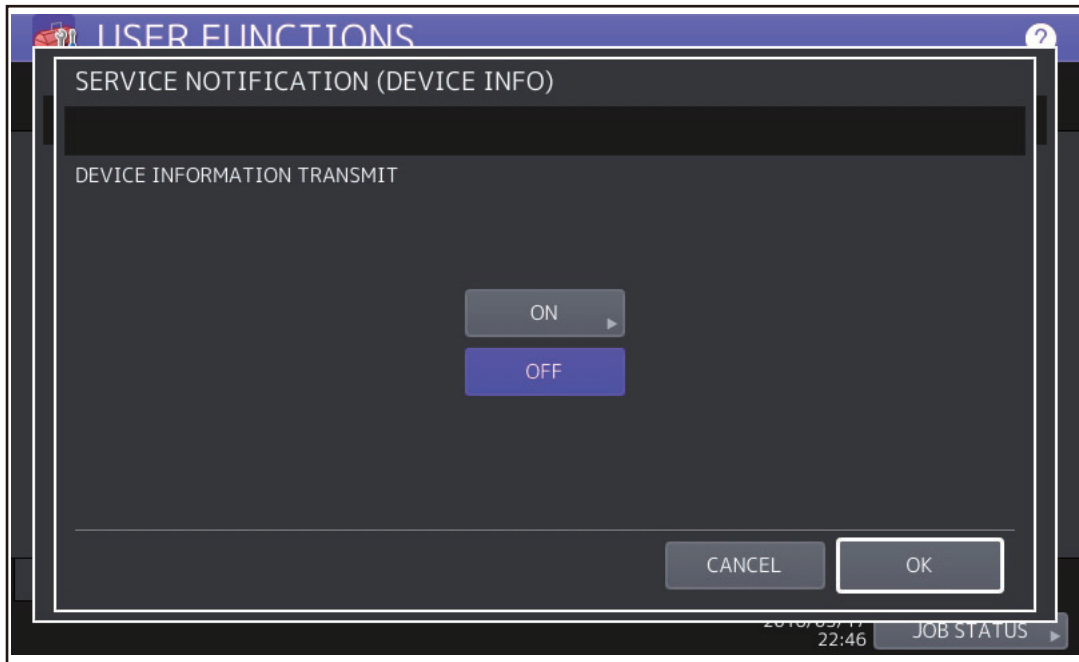 USER FUNCTIONS
?
SERVICE NOTIFICATION (DEVICE INFO)
DEVICE INFORMATION TRANSMIT
ON
OFF
CANCEL
OK
22:46
JOB STATUS